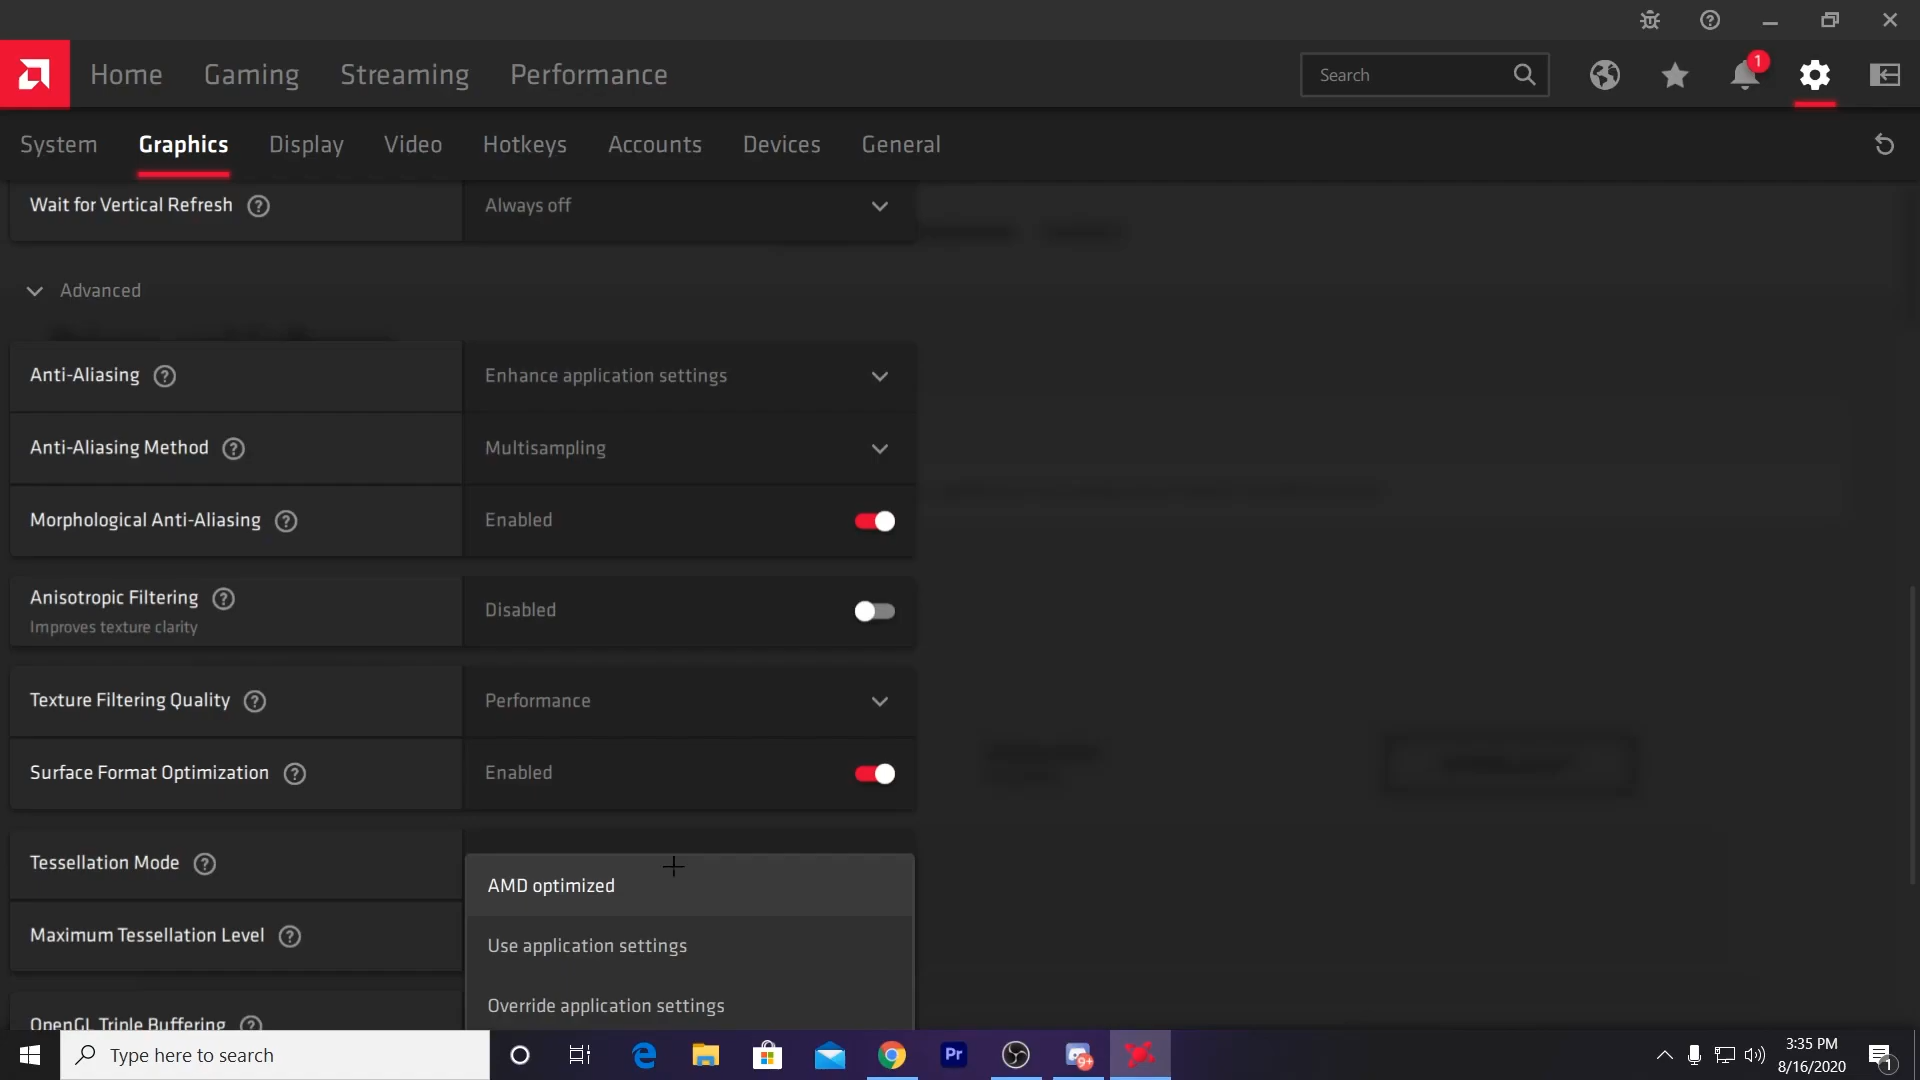 Home Gaming Streaming Performance Search 1
System Graphics Display Video Hotkeys Accounts Devices General
Wait for Vertical Refresh ? Always off
Advanced
Anti-Aliasing ? Enhance application settings
Anti-Aliasing Method ? Multisampling
Morphological Anti-Aliasing ? Enabled
Anisotropic Filtering ? Disabled
Improves texture clarity
Texture Filtering Quality ? Performance
Surface Format Optimization ? Enabled
Tessellation Mode ?
AMD optimized
Maximum Tessellation Level ?
Use application settings
Override application settings
OpenGL Triple Buffering ?
Type here to search Pr 9+ 3:35 PM
8/16/2020 1